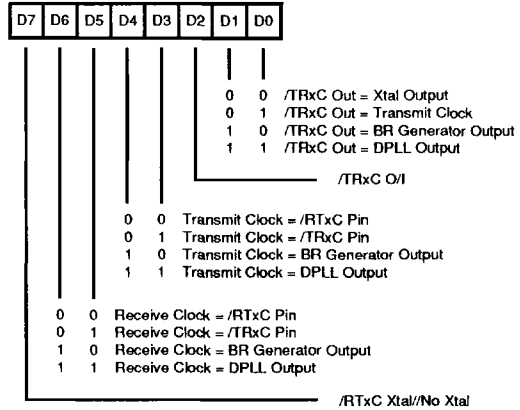 D7 D6 D5 D4 D3 D2 D1 D0
0 0 /TRxC Out = Xtal Output
0 1 /TRxC Out = Transmit Clock
1 0 /TRxC Out = BR Generator Output
1 1 /TRxC Out = DPLL Output
/TRxC O/I
0 0 Transmit Clock = /RTxC Pin
0 1 Transmit Clock = /TRxC Pin
1 0 Transmit Clock = BR Generator Output
1 1 Transmit Clock = DPLL Output
0 0 Receive Clock = /RTxC Pin
0 1 Receive Clock = /TRxC Pin
1 0 Receive Clock = BR Generator Output
1 1 Receive Clock = DPLL Output
/RTxC Xtal//No Xtal